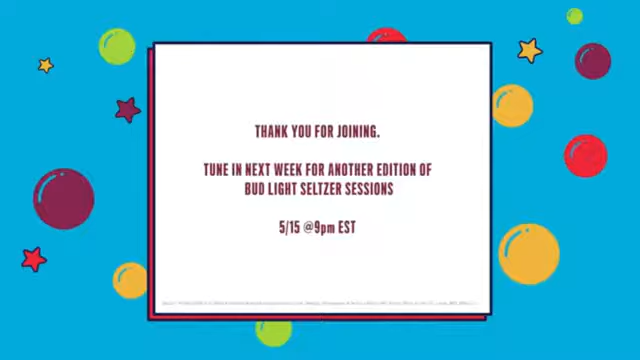 THANK YOU FOR JOINING.
TUNE IN NEXT WEEK FOR ANOTHER EDITION OF
BUD LIGHT SELTZER SESSIONS
5/15 @9pm EST